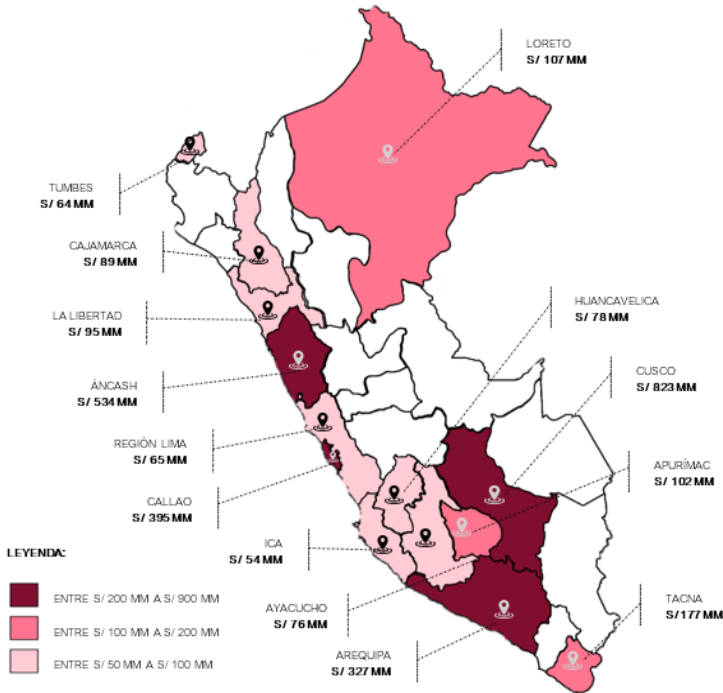 LORETO
S/ 107 MM
TUMBES
S/ 64 MM
CAJAMARCA
S/ 89 MM
LA LIBERTAD
S/ 95 MM
HUANCAVELICA
S/ 78 MM
ÁNCASH
S/ 534 MM
CUSCO
S/ 823 MM
REGIÓN LIMA
S/ 65 MM
APURÍMAC
S/ 102 MM
CALLAO
S/ 395 MM
ICA
S/ 54 MM
LEYENDA:
ENTRE S/ 200 MM A S/ 900 MM
ENTRE S/ 100 MM A S/ 200 MM
ENTRE S/ 50 MM A S/ 100 MM
AYACUCHO
S/ 76 MM
TACNA
S/ 177 MM
AREQUIPA
S/ 327 MM